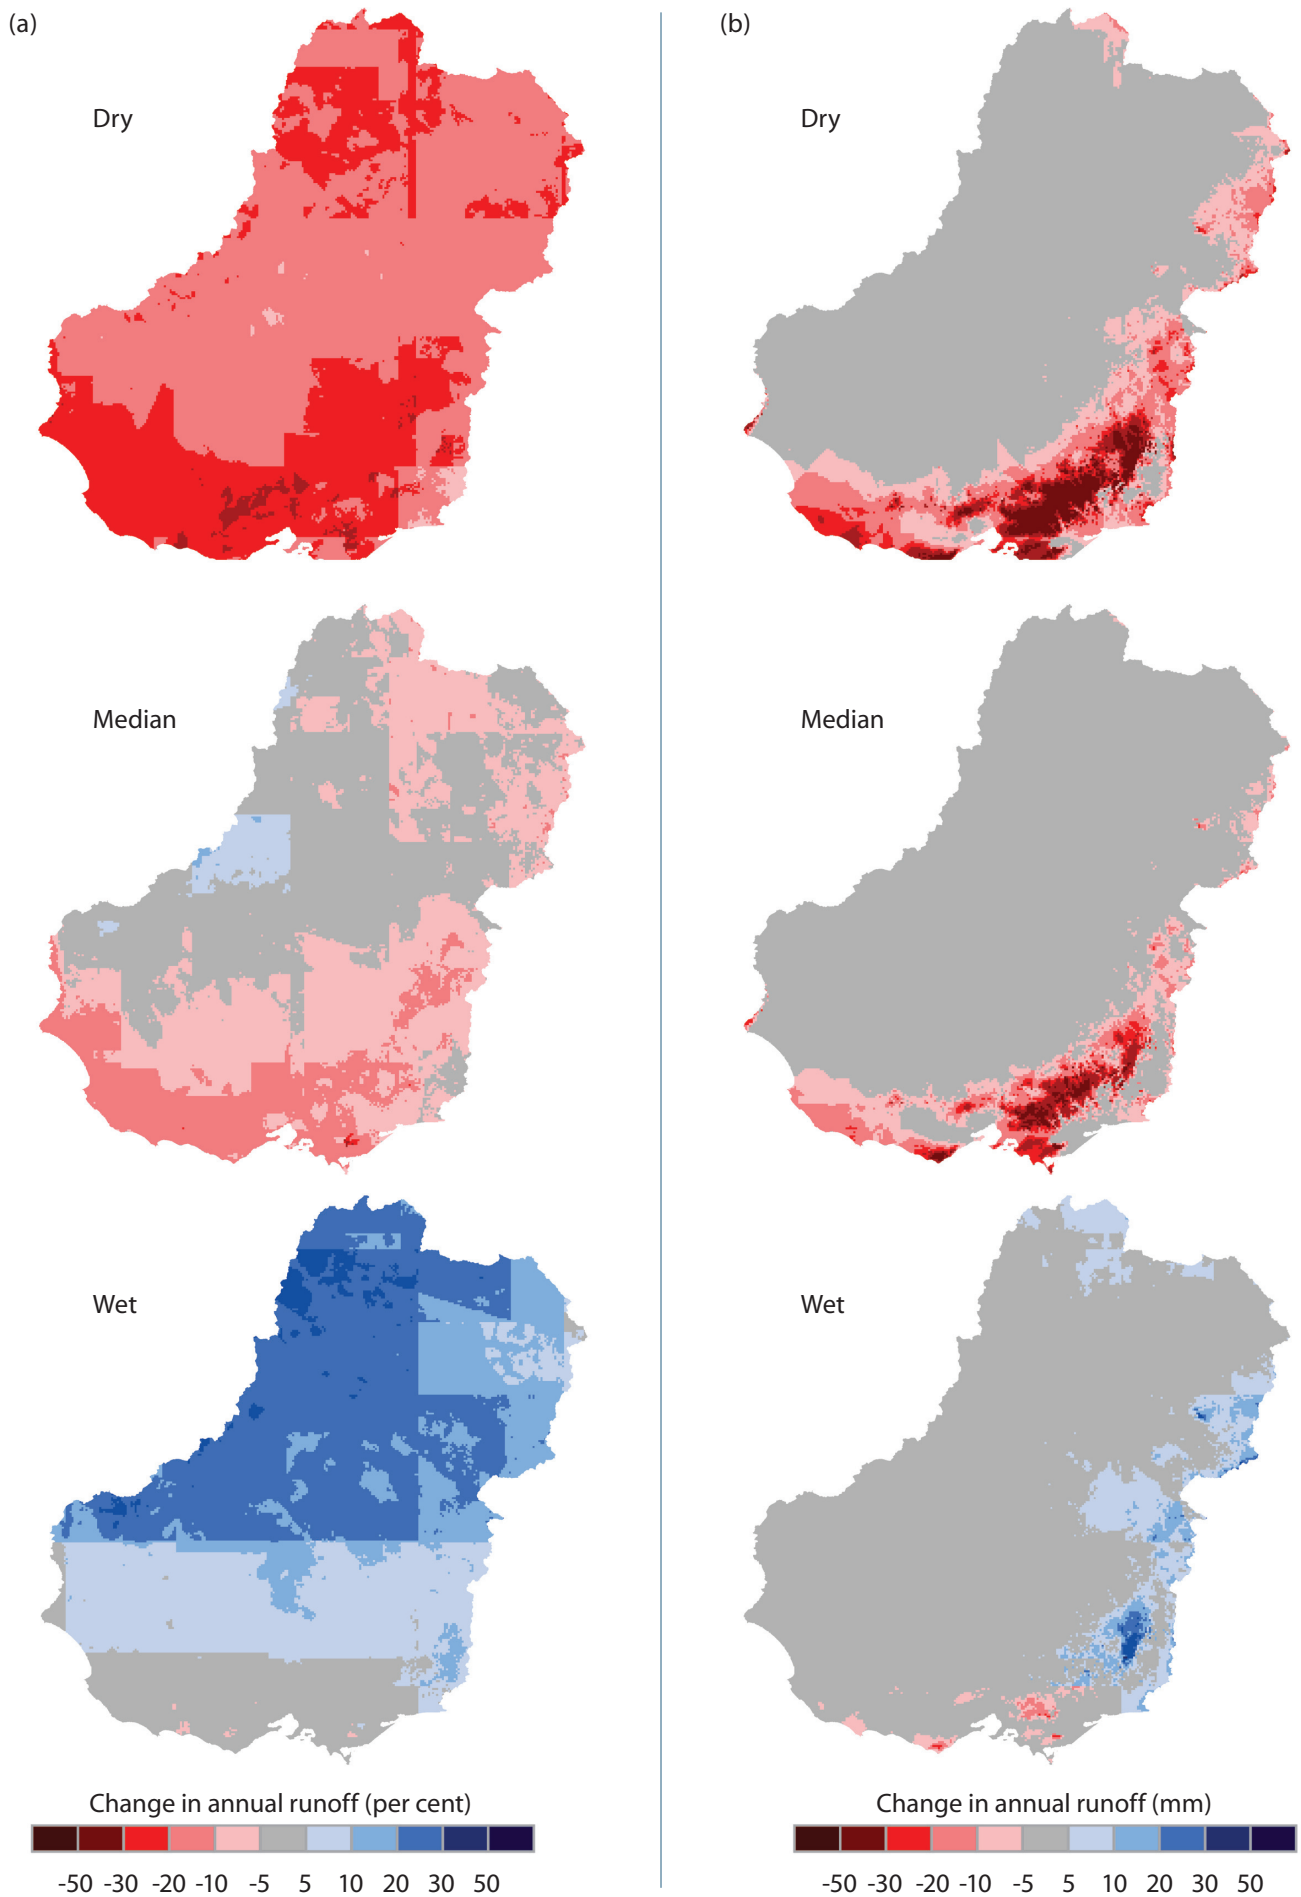 (a)
(b)
Dry
Dry
Median
Median
Wet
Wet
Change in annual runoff (per cent)
-50 -30 -20 -10 -5 5 10 20 30 50
Change in annual runoff (mm)
-50 -30 -20 -10 -5 5 10 20 30 50